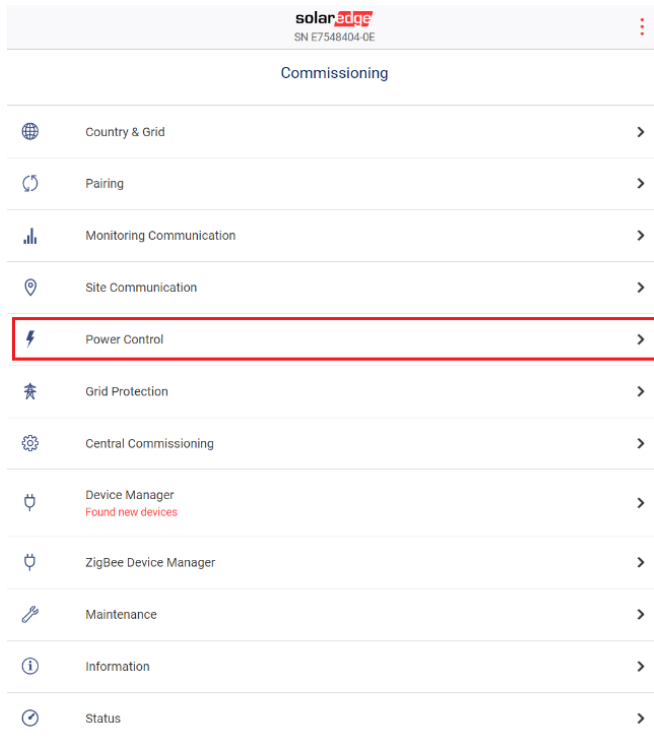 solaredge
SN E7548404-0E
Commissioning
Country & Grid
Pairing
Monitoring Communication
Site Communication
Power Control
Grid Protection
Central Commissioning
Device Manager
Found new devices
ZigBee Device Manager
Maintenance
Information
Status